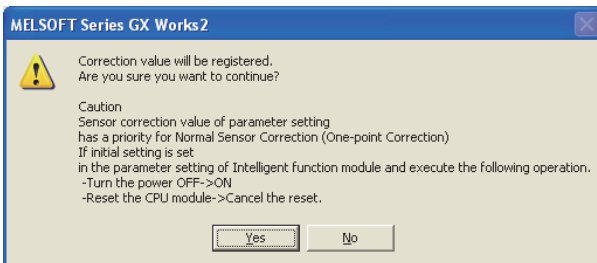 MELSOFT Series GX Works2
Correction value will be registered.
Are you sure you want to continue?
Caution
Sensor correction value of parameter setting
has a priority for Normal Sensor Correction (One-point Correction)
If initial setting is set
in the parameter setting of Intelligent function module and execute the following operation.
-Turn the power OFF->ON
-Reset the CPU module->Cancel the reset.
Yes No